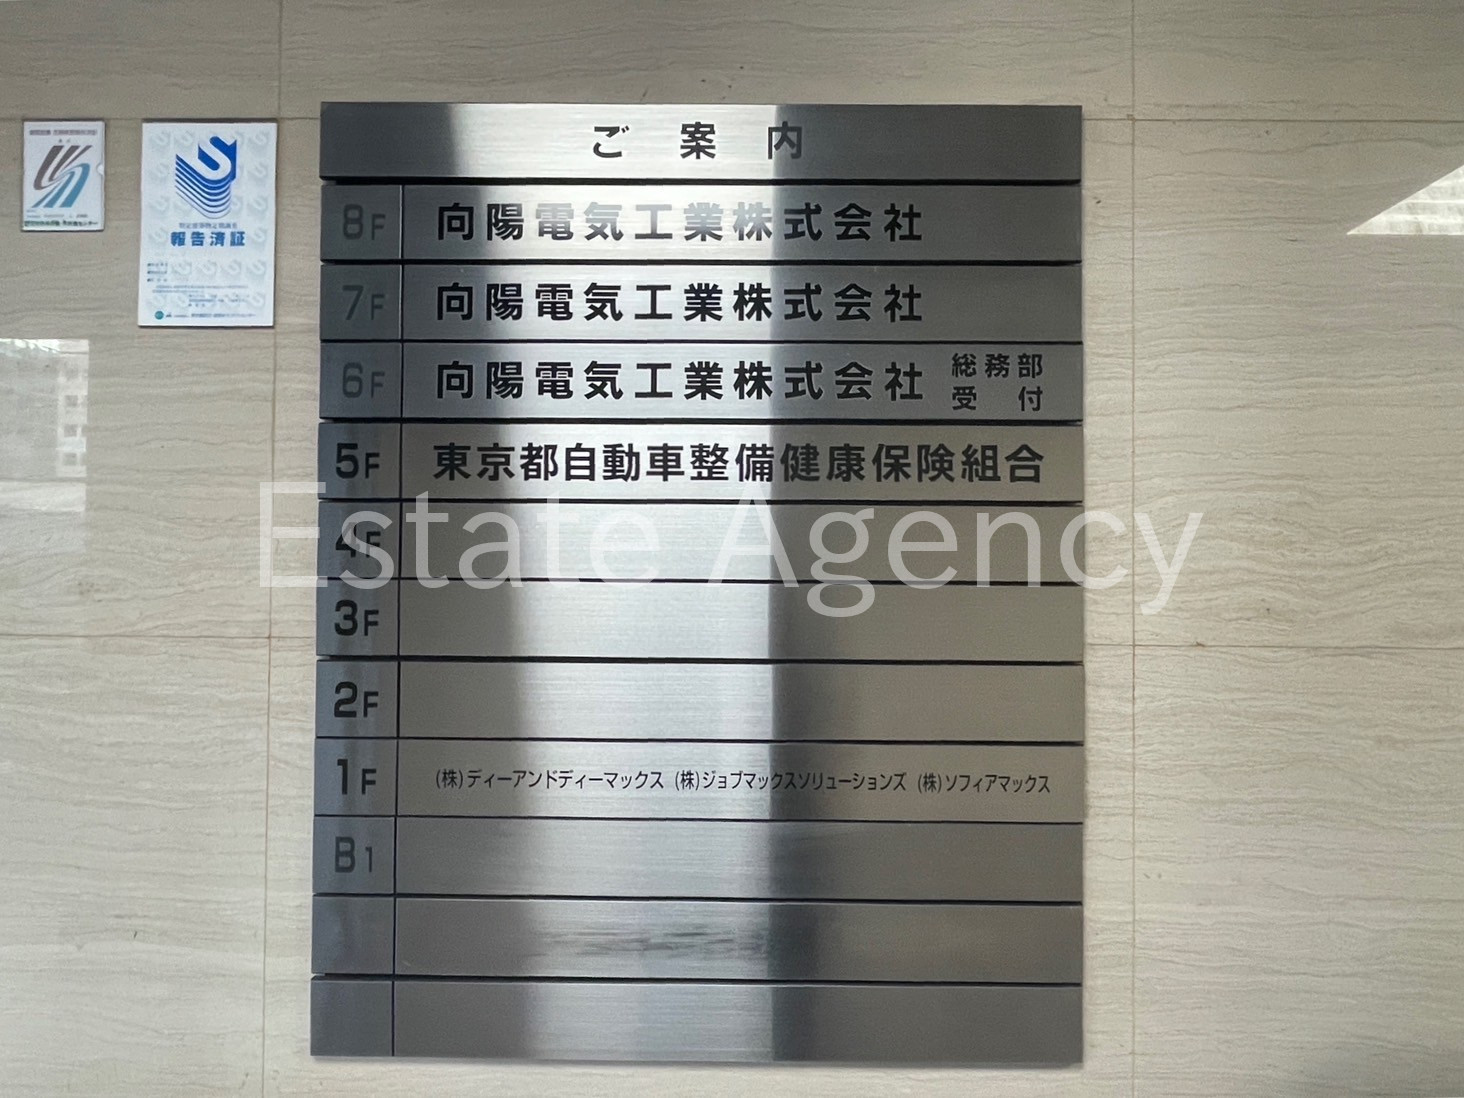 ご案内
8F 向陽電気工業株式会社
7F 向陽電気工業株式会社
6F 向陽電気工業株式会社 総務部
受付
5F 東京都自動車整備健康保険組合
4F
3F
2F
1F (株)ディーアンドディーマックス (株)ジョブマックスソリューションズ (株)ソフィアマックス
B1
報告済証
Estate Agency